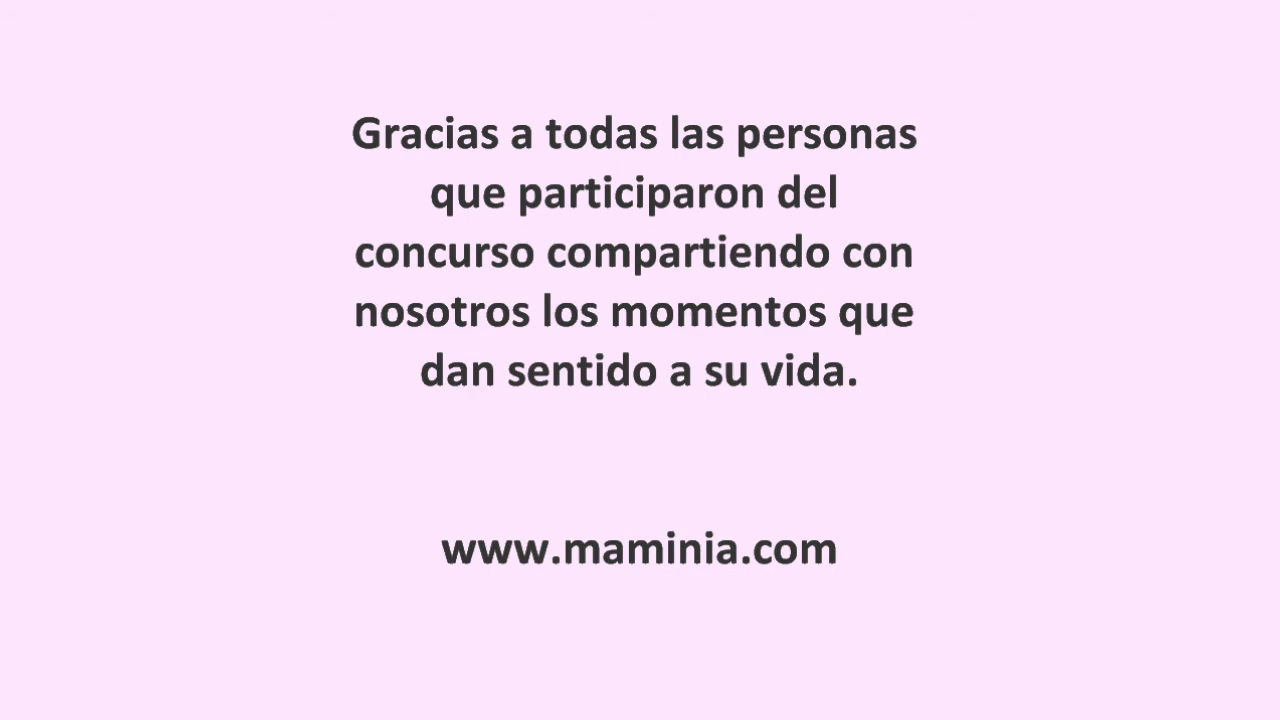 Gracias a todas las personas
que participaron del
concurso compartiendo con
nosotros los momentos que
dan sentido a su vida.
www.maminia.com